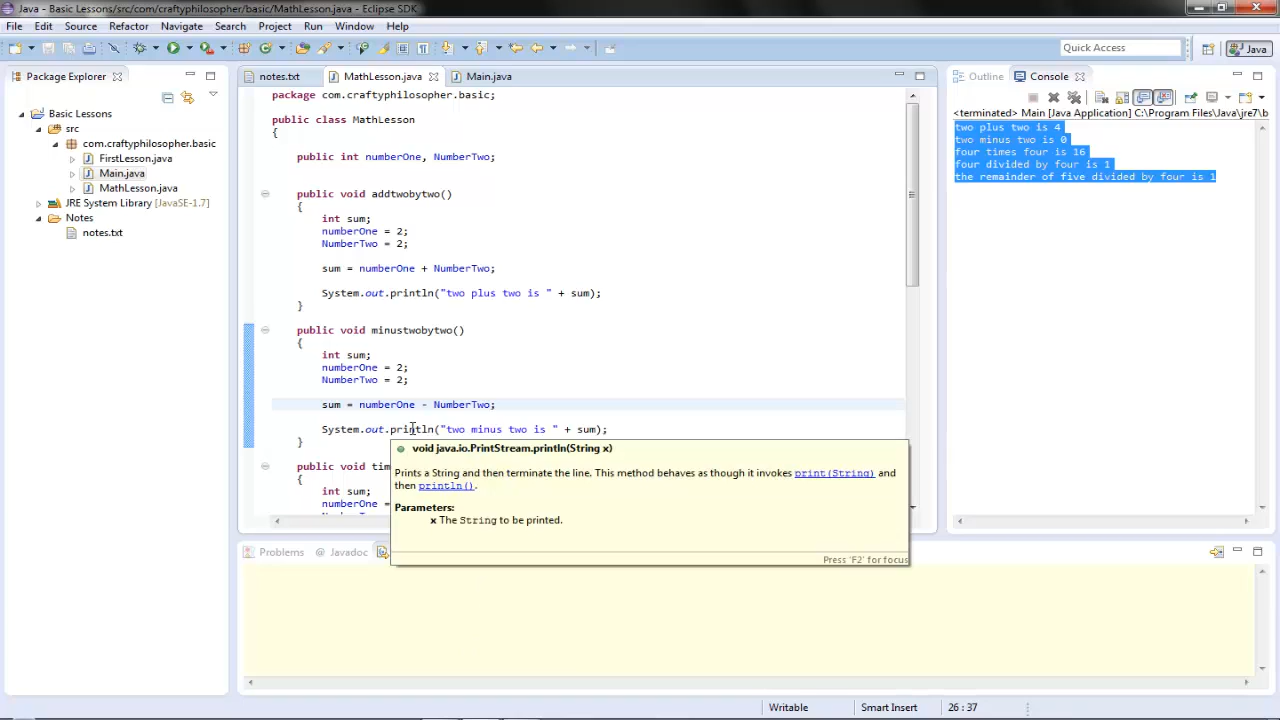 Java - Basic Lessons/src/com/craftyphilosopher/basic/MathLesson.java - Eclipse SDK
File Edit Source Refactor Navigate Search Project Run Window Help
Quick Access Java
Package Explorer
Basic Lessons
src
com.craftyphilosopher.basic
FirstLesson.java
Main.java
MathLesson.java
JRE System Library [JavaSE-1.7]
Notes
notes.txt
notes.txt MathLesson.java Main.java
package com.craftyphilosopher.basic;
public class MathLesson
{
public int numberOne, NumberTwo;
public void addtwobytwo()
{
int sum;
numberOne = 2;
NumberTwo = 2;
sum = numberOne + NumberTwo;
System.out.println("two plus two is " + sum);
}
public void minustwobytwo()
{
int sum;
numberOne = 2;
NumberTwo = 2;
sum = numberOne - NumberTwo;
System.out.println("two minus two is " + sum);
}
public void tim
{
int sum;
numberOne =
void java.io.PrintStream.println(String x)
Prints a String and then terminate the line. This method behaves as though it invokes print(String) and
then println().
Parameters:
x The String to be printed.
Press 'F2' for focus
Outline Console
<terminated> Main [Java Application] C:\Program Files\Java\jre7\b
two plus two is 4
two minus two is 0
four times four is 16
four divided by four is 1
the remainder of five divided by four is 1
Problems @ Javadoc
Writable Smart Insert 26 : 37